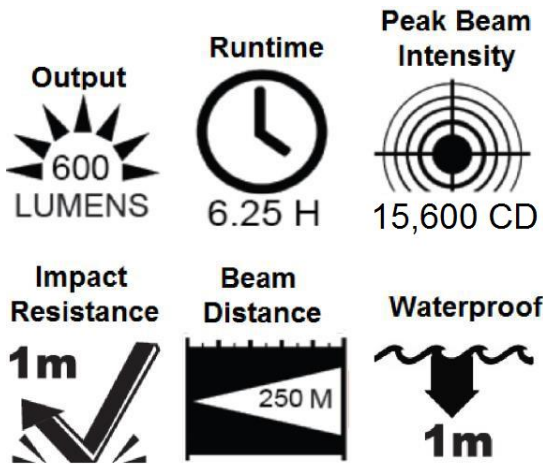 Output
600
LUMENS
Runtime
6.25 H
Peak Beam
Intensity
15,600 CD
Impact
Resistance
1m
Beam
Distance
250 M
Waterproof
1m